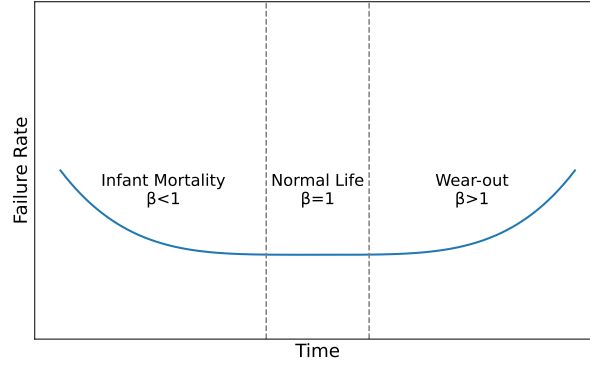 Failure Rate
Infant Mortality
β<1
Normal Life
β=1
Wear-out
β>1
Time